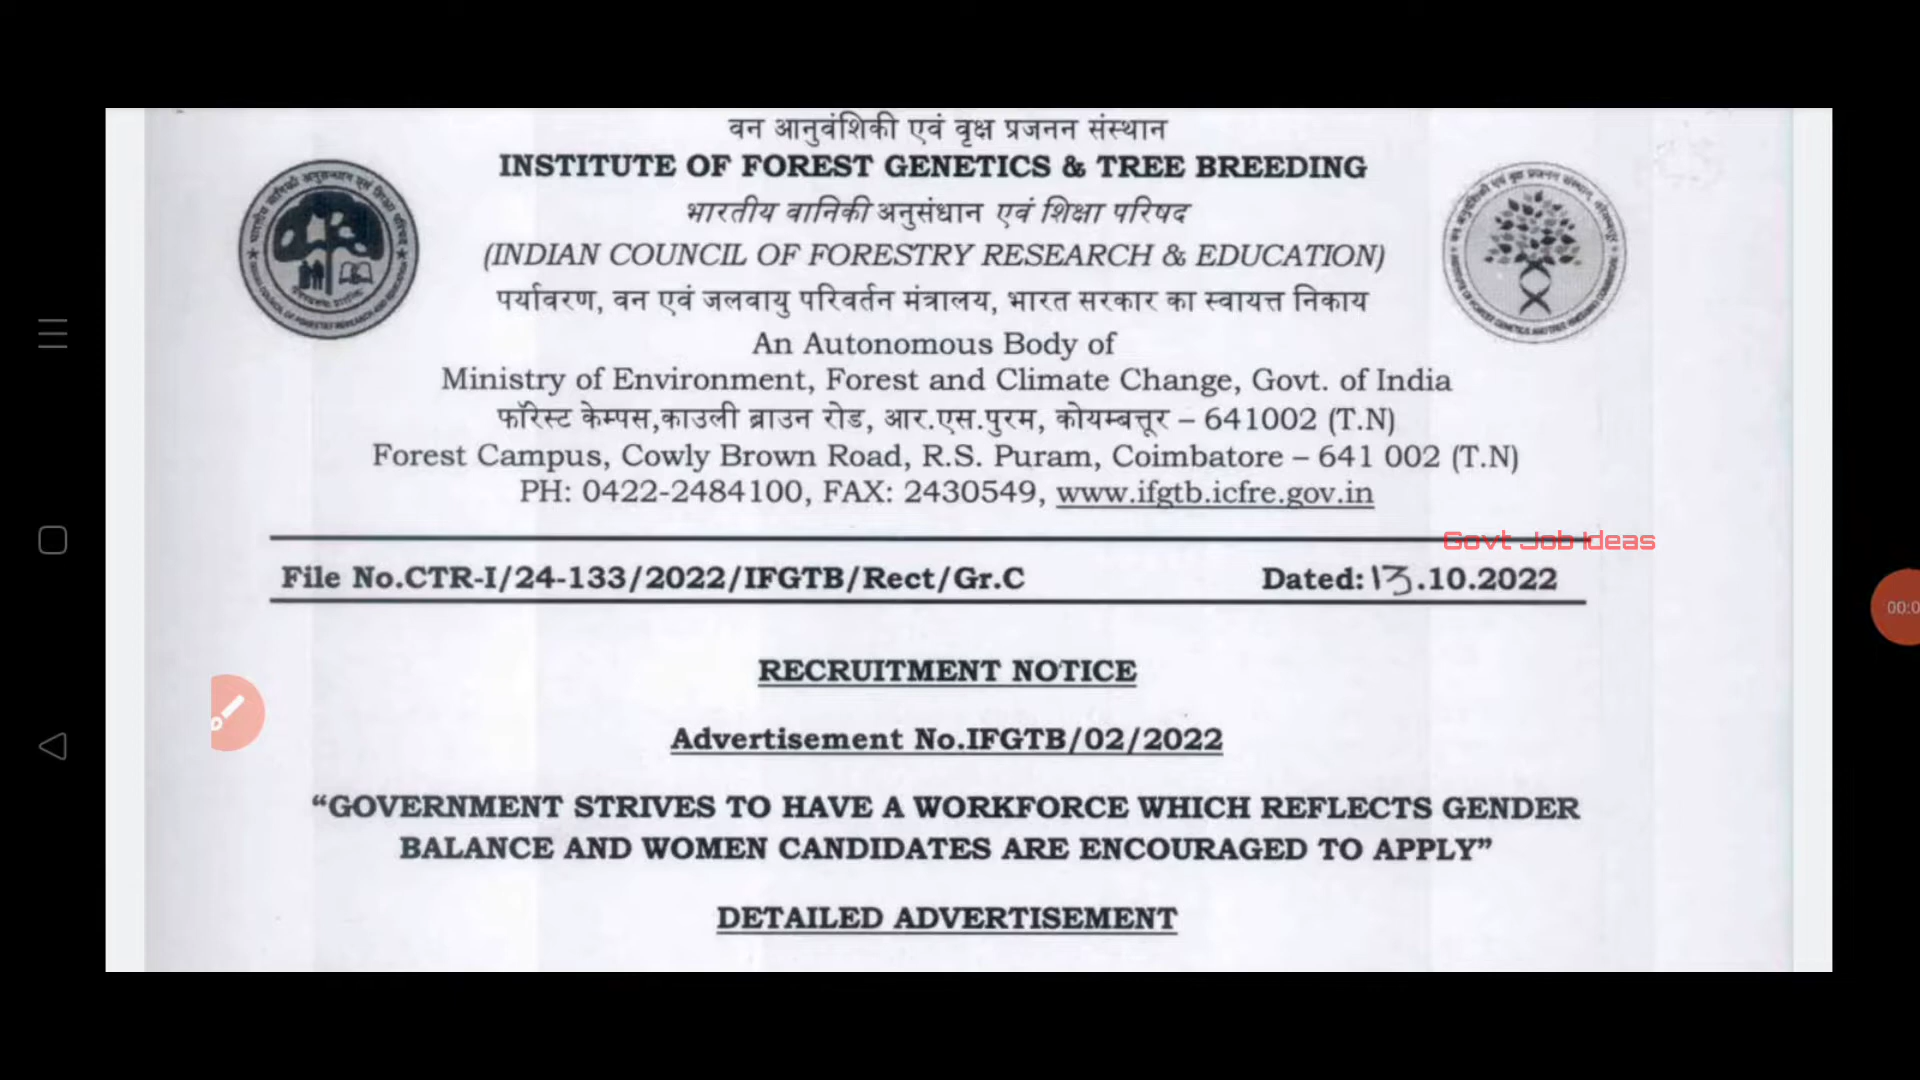 वन आनुवंशिकी एवं वृक्ष प्रजनन संस्थान
INSTITUTE OF FOREST GENETICS & TREE BREEDING
भारतीय वानिकी अनुसंधान एवं शिक्षा परिषद
(INDIAN COUNCIL OF FORESTRY RESEARCH & EDUCATION)
पर्यावरण, वन एवं जलवायु परिवर्तन मंत्रालय, भारत सरकार का स्वायत्त निकाय
An Autonomous Body of
Ministry of Environment, Forest and Climate Change, Govt. of India
फॉरेस्ट केम्पस,काउली ब्राउन रोड, आर.एस.पुरम, कोयम्बत्तूर – 641002 (T.N)
Forest Campus, Cowly Brown Road, R.S. Puram, Coimbatore – 641 002 (T.N)
PH: 0422-2484100, FAX: 2430549, www.ifgtb.icfre.gov.in
Govt Job Ideas
File No.CTR-I/24-133/2022/IFGTB/Rect/Gr.C Dated:13.10.2022
00:0
RECRUITMENT NOTICE
Advertisement No.IFGTB/02/2022
“GOVERNMENT STRIVES TO HAVE A WORKFORCE WHICH REFLECTS GENDER
BALANCE AND WOMEN CANDIDATES ARE ENCOURAGED TO APPLY”
DETAILED ADVERTISEMENT